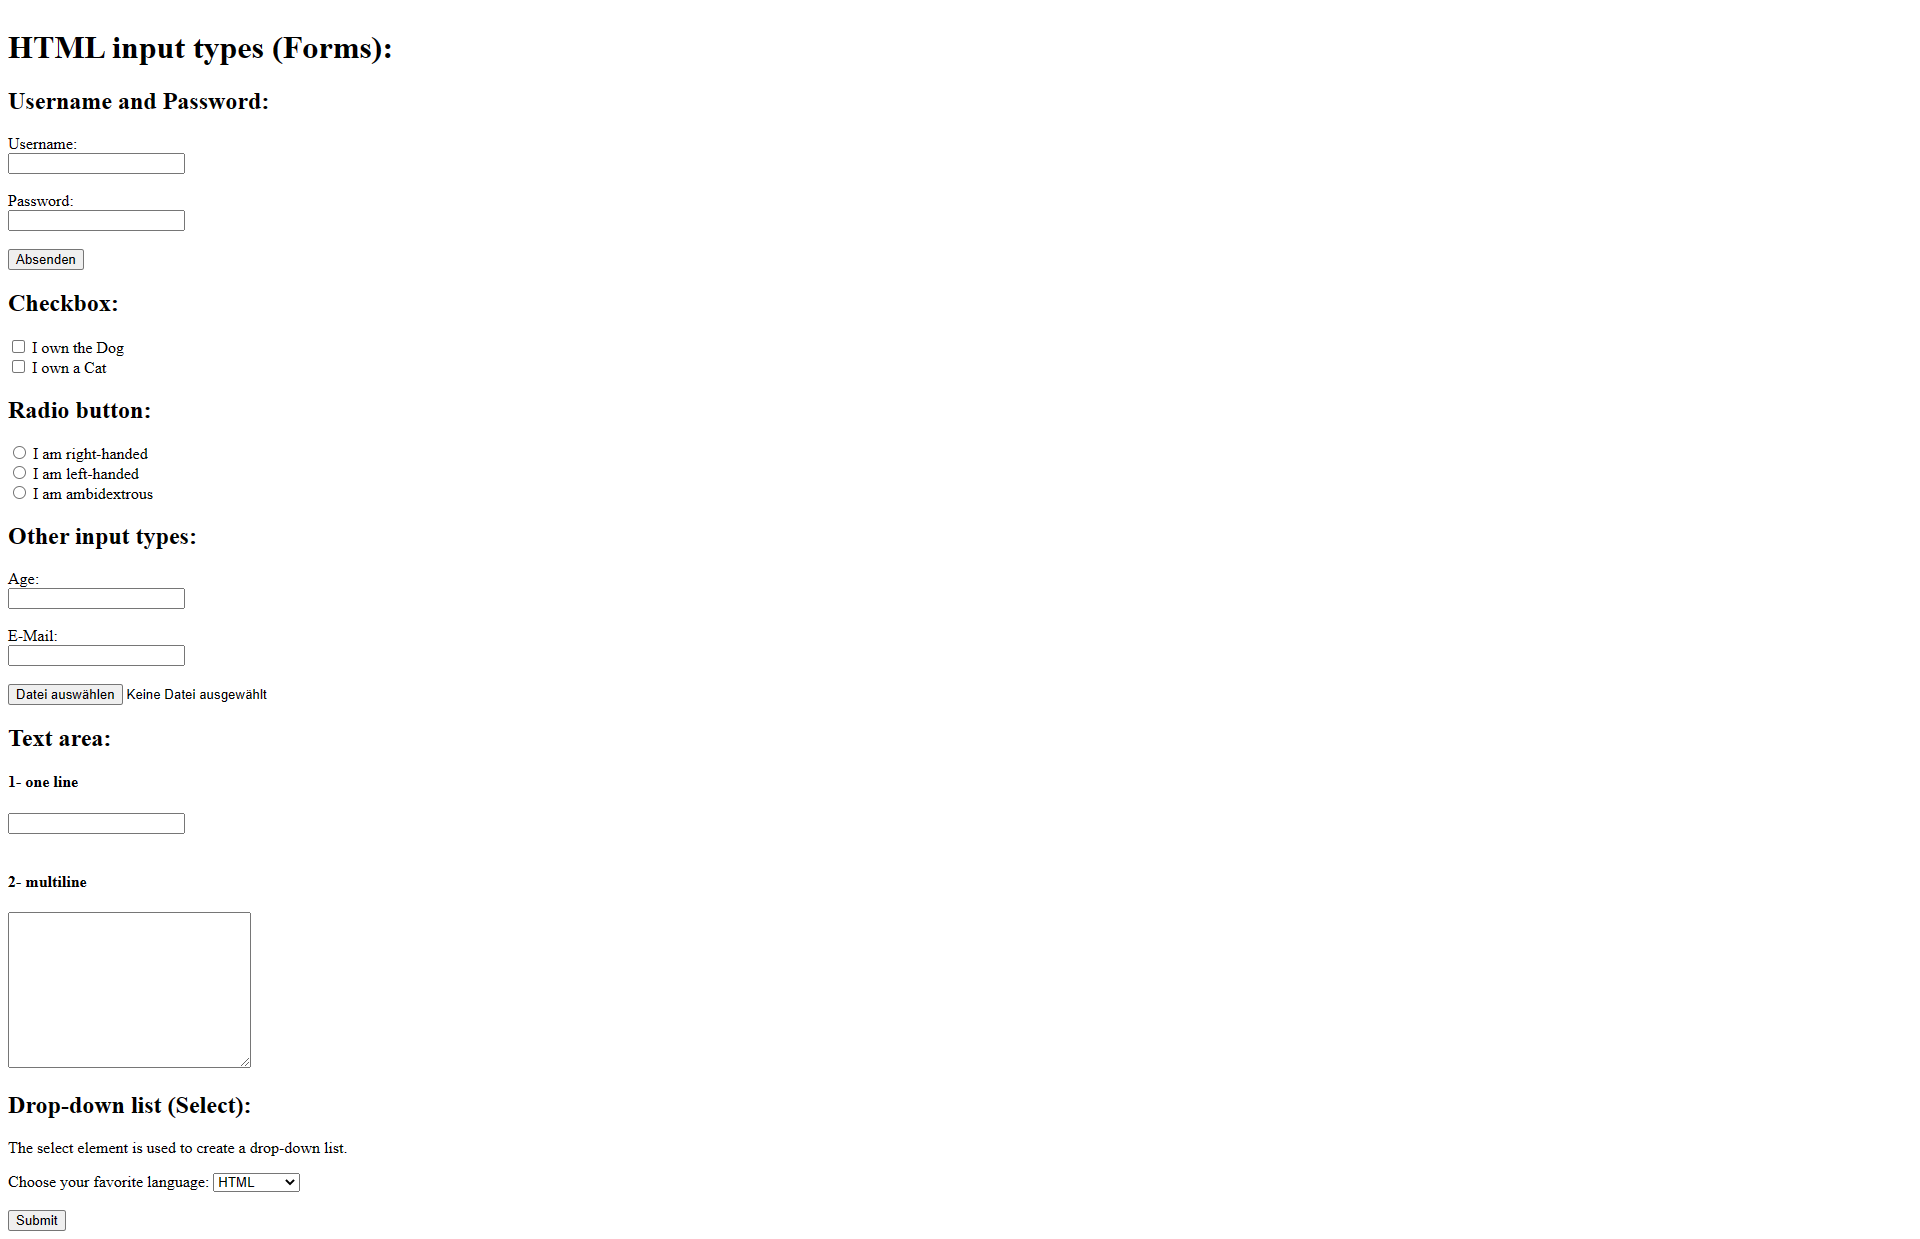 HTML input types (Forms):
Username and Password:
Username:
Password:
Absenden
Checkbox:
I own the Dog
I own a Cat
Radio button:
I am right-handed
I am left-handed
I am ambidextrous
Other input types:
Age:
E-Mail:
Datei auswählen Keine Datei ausgewählt
Text area:
1- one line
2- multiline
Drop-down list (Select):
The select element is used to create a drop-down list.
Choose your favorite language: HTML
Submit